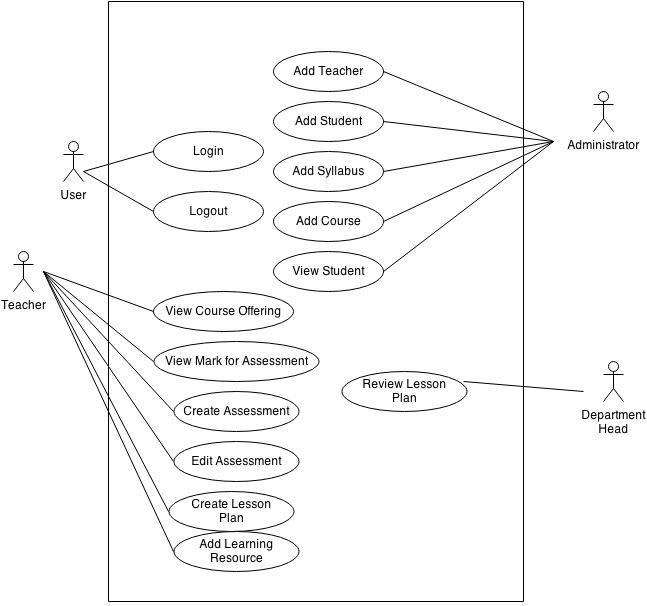 Add Teacher
Add Student
Administrator
Login
Add Syllabus
User
Logout
Add Course
View Student
Teacher
View Course Offering
View Mark for Assessment
Review Lesson
Plan
Create Assessment
Department
Head
Edit Assessment
Create Lesson
Plan
Add Learning
Resource